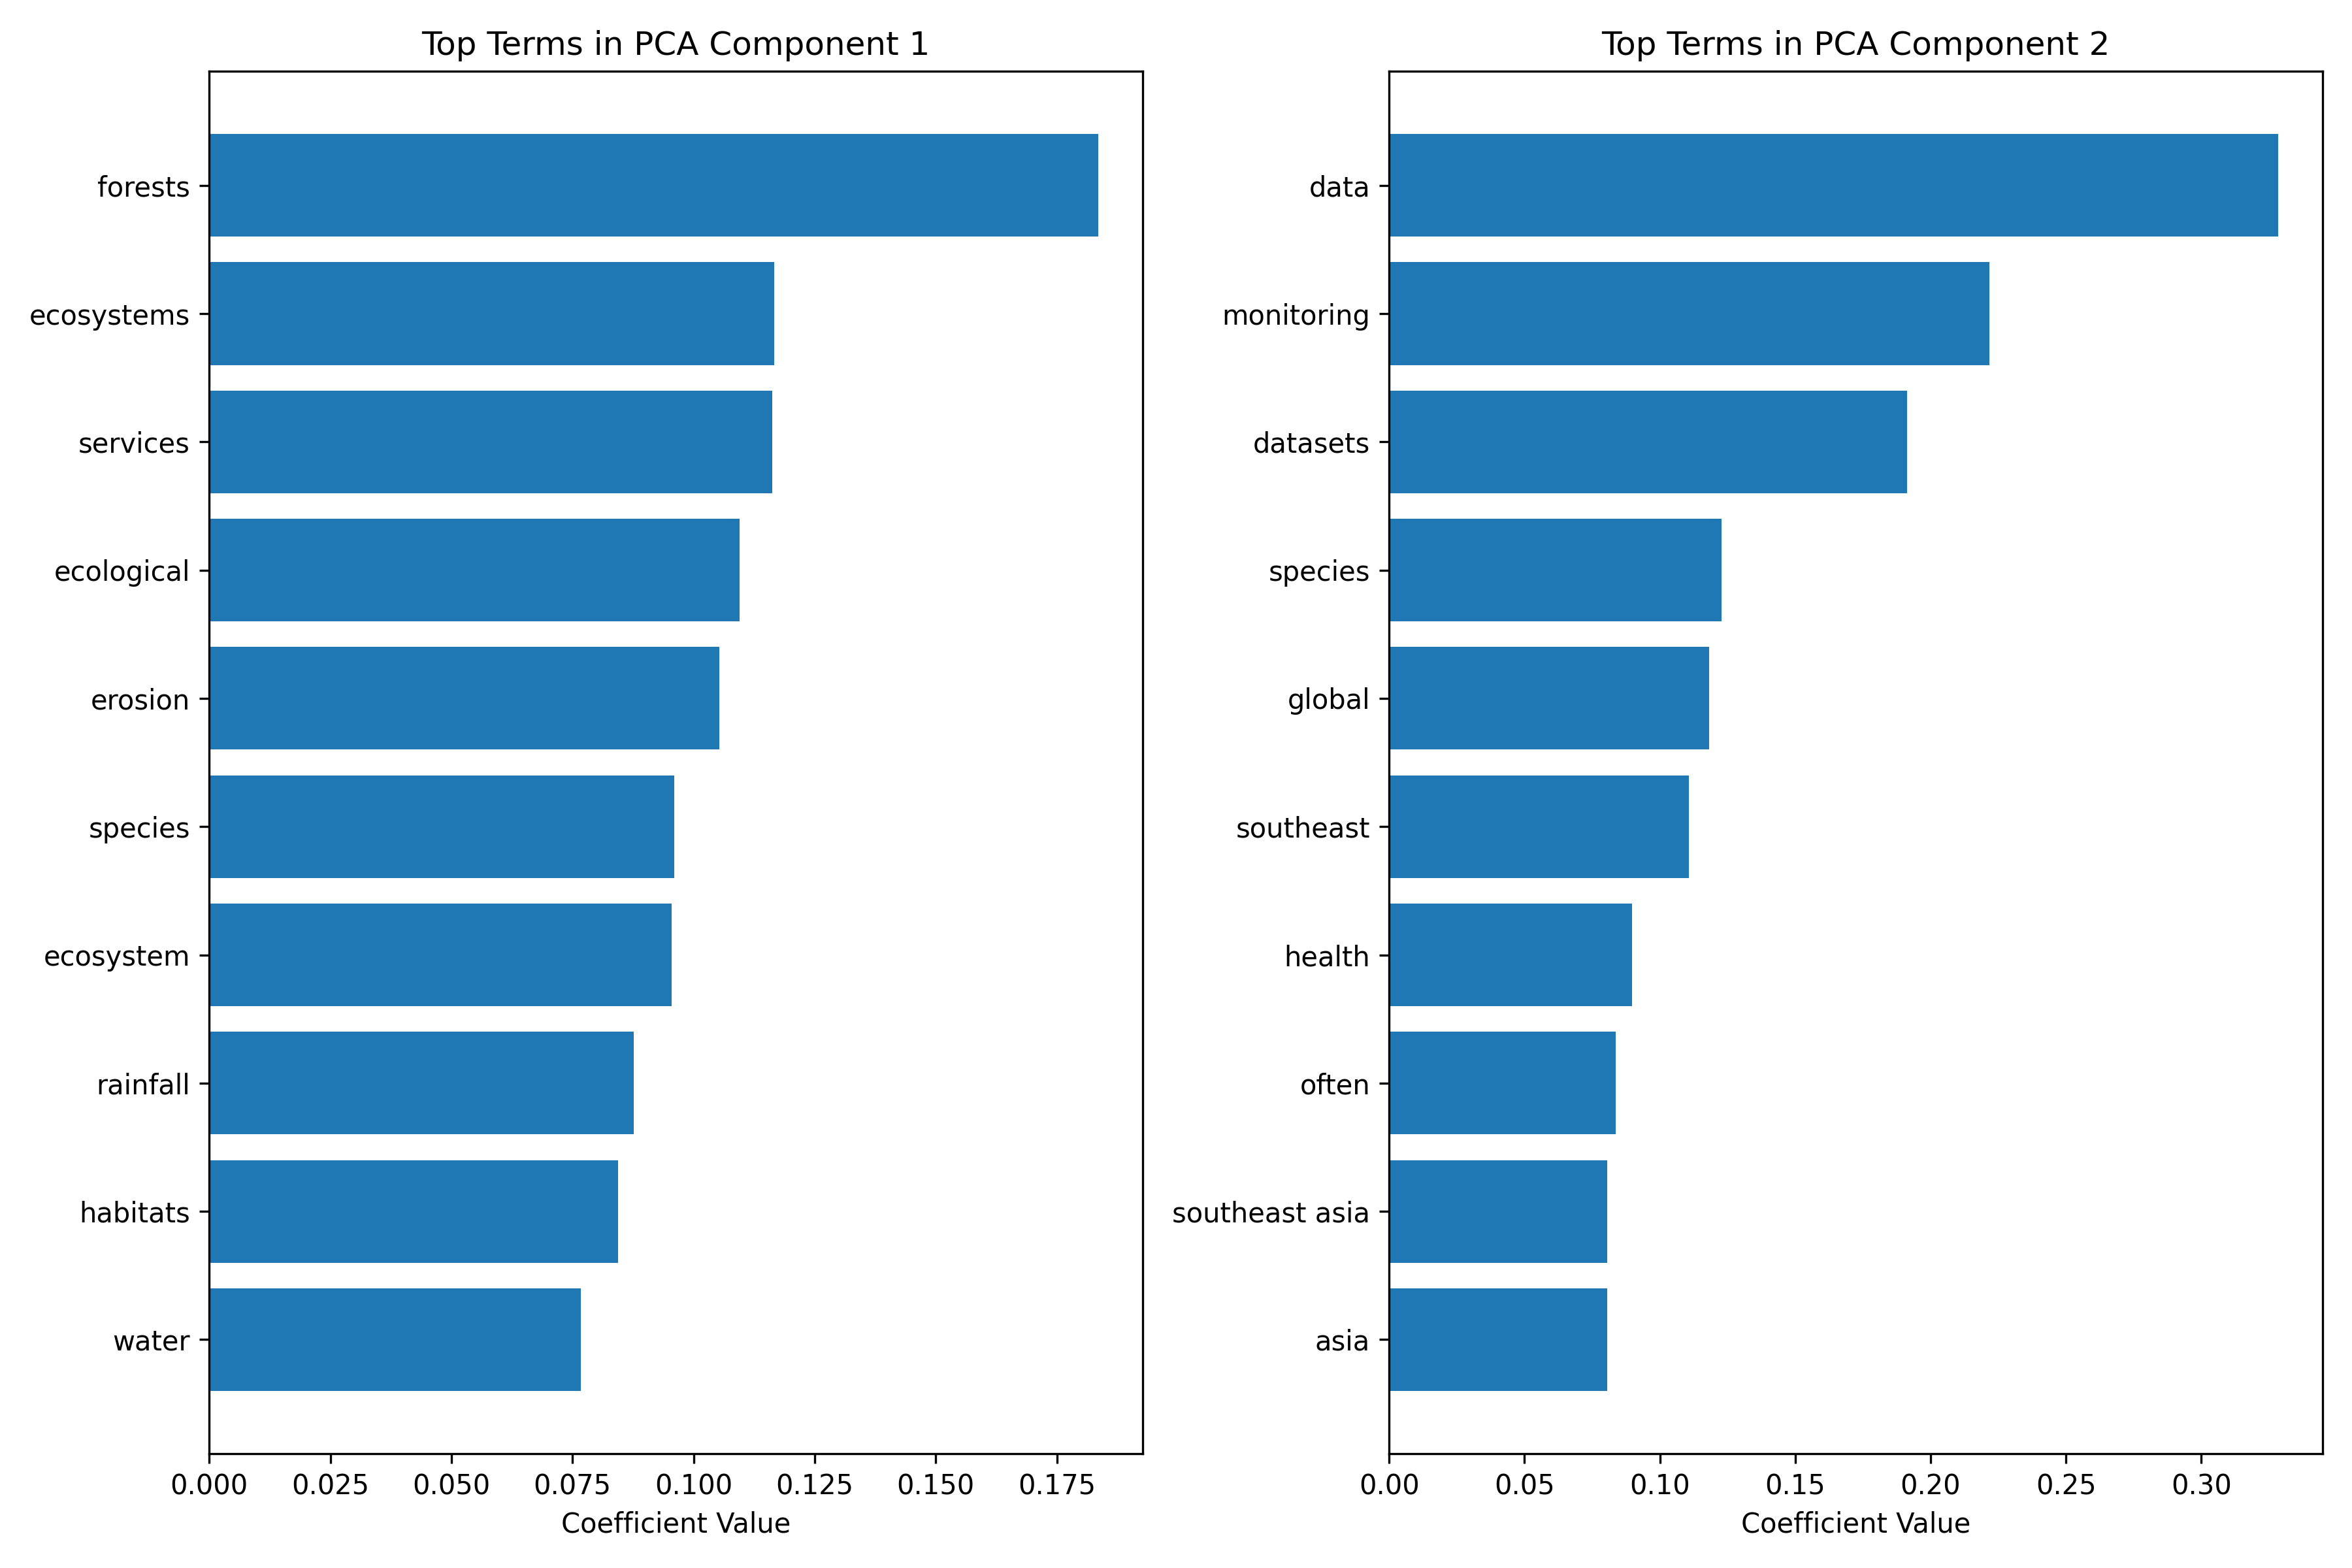 Top Terms in PCA Component 1
forests
ecosystems
services
ecological
erosion
species
ecosystem
rainfall
habitats
water
0.000 0.025 0.050 0.075 0.100 0.125 0.150 0.175
Coefficient Value
Top Terms in PCA Component 2
data
monitoring
datasets
species
global
southeast
health
often
southeast asia
asia
0.00 0.05 0.10 0.15 0.20 0.25 0.30
Coefficient Value